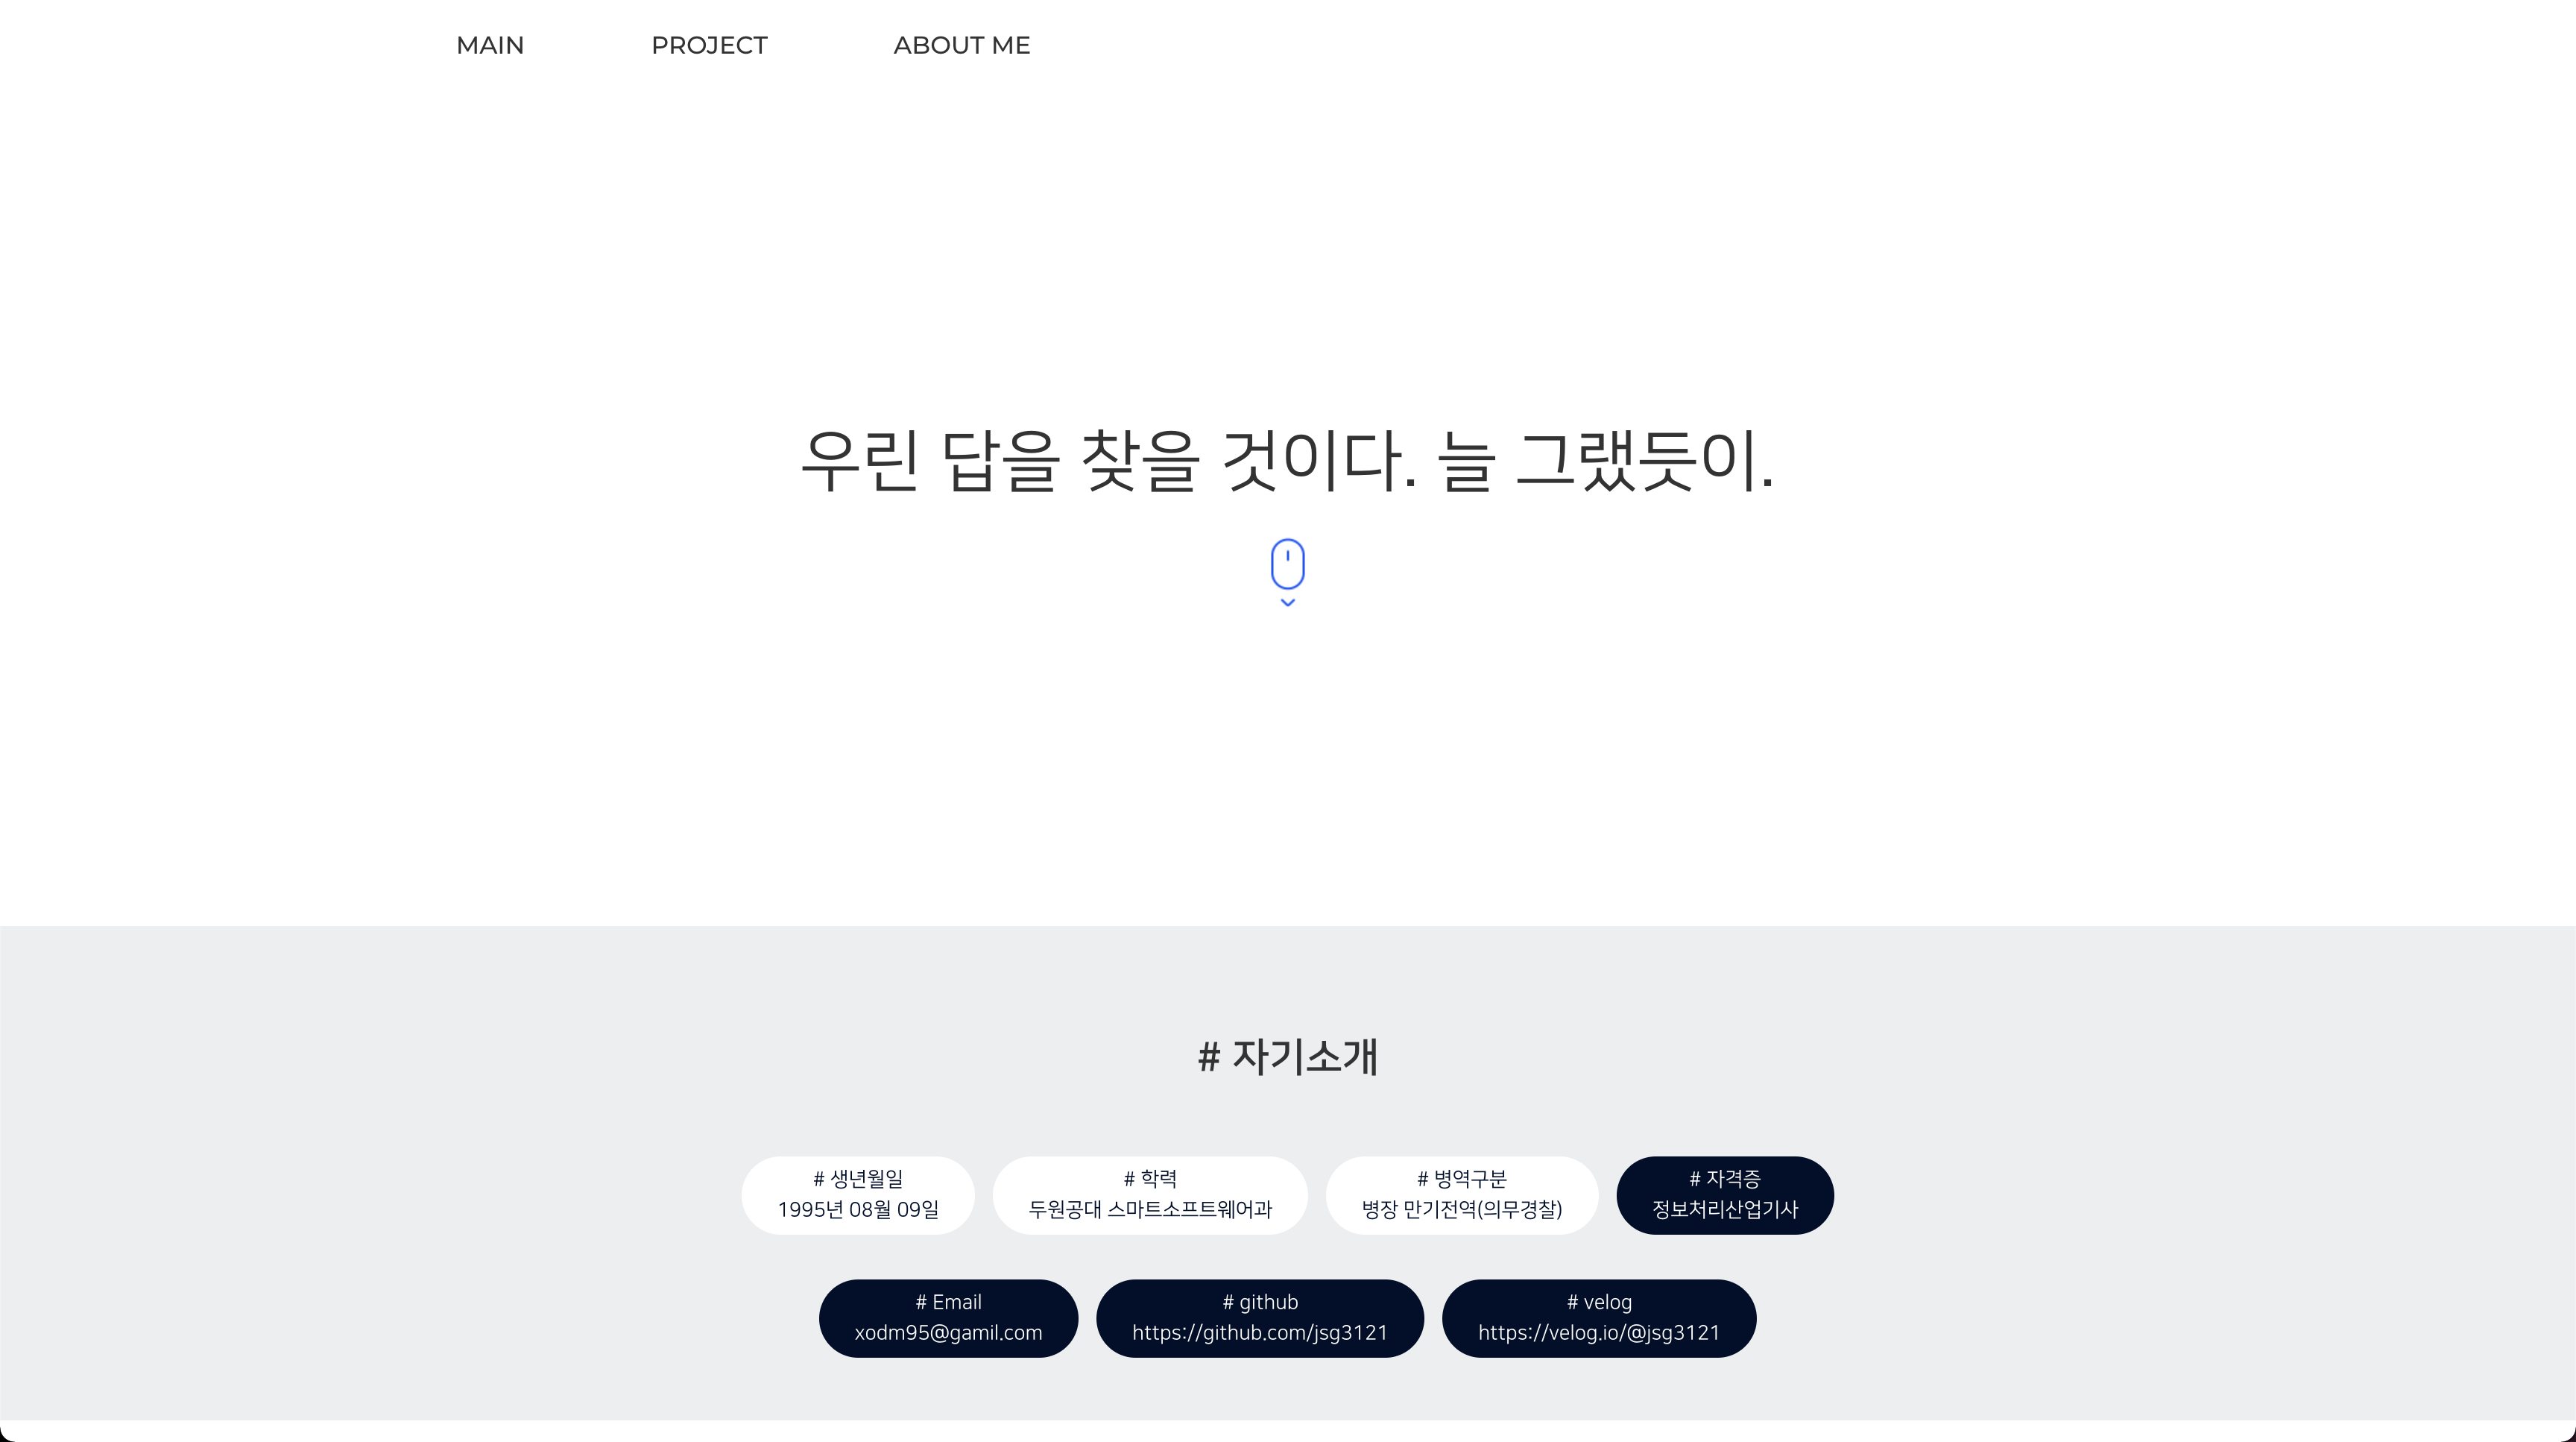 MAIN PROJECT ABOUT ME
우린 답을 찾을 것이다. 늘 그랬듯이.
# 자기소개
# 생년월일
1995년 08월 09일
# 학력
두원공대 스마트소프트웨어과
# 병역구분
병장 만기전역(의무경찰)
# 자격증
정보처리산업기사
# Email
xodm95@gamil.com
# github
https://github.com/jsg3121
# velog
https://velog.io/@jsg3121